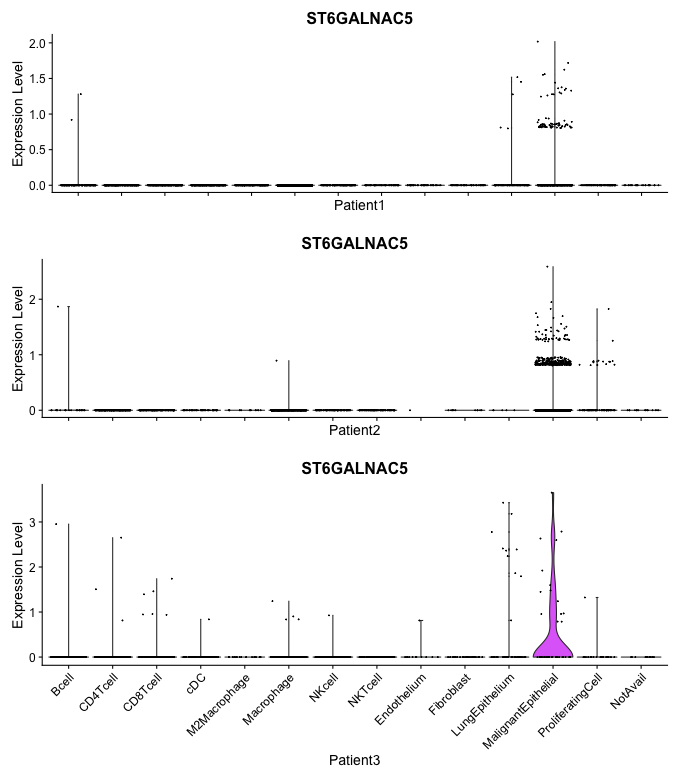 ST6GALNAC5
Expression Level
2.0
1.5
1.0
0.5
0.0
Patient1
ST6GALNAC5
Expression Level
2
1
0
Patient2
ST6GALNAC5
Expression Level
3
2
1
0
Bcell
CD4Tcell
CD8Tcell
cDC
M2Macrophage
Macrophage
NKcell
NKTcell
Endothelium
Fibroblast
LungEpithelium
MalignantEpithelial
ProliferatingCell
NotAvail
Patient3